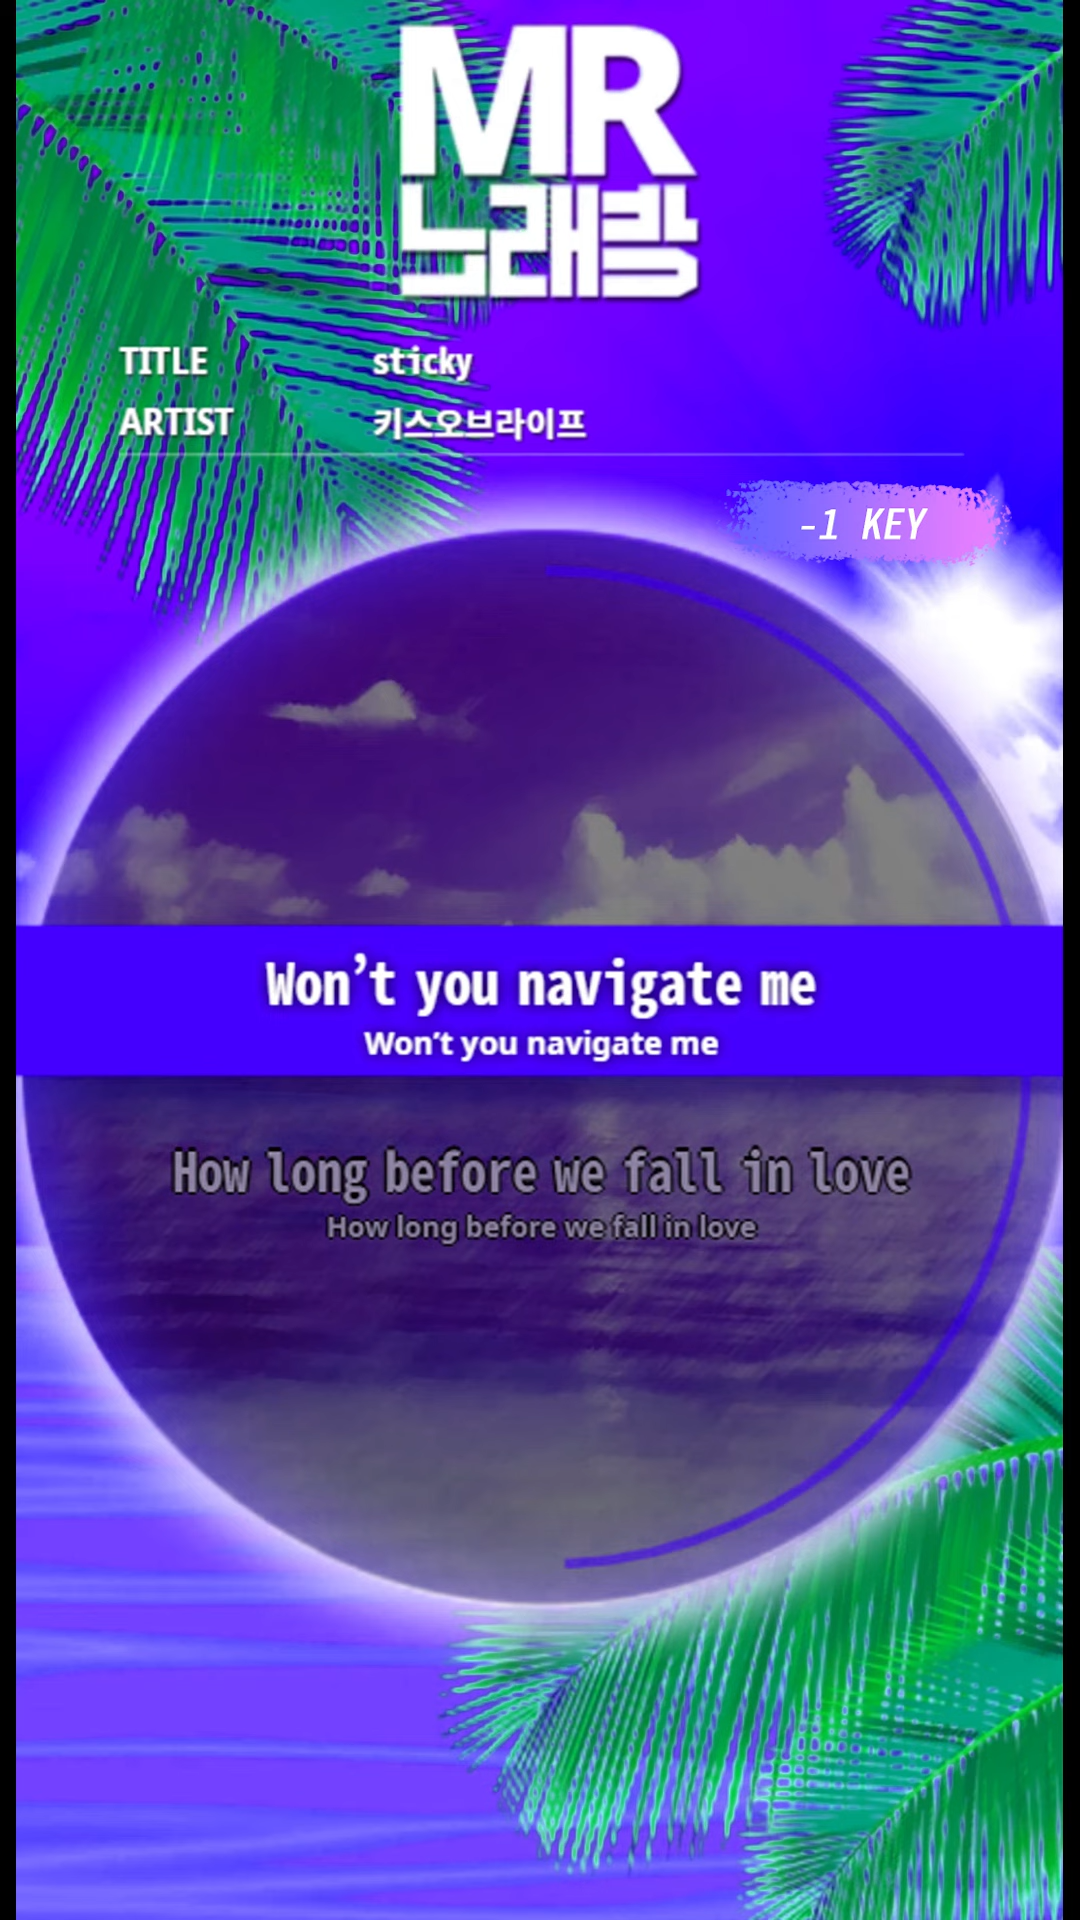 MR
노래랑
TITLE sticky
ARTIST 키스오브라이프
-1 KEY
Won’t you navigate me
Won’t you navigate me
How long before we fall in love
How long before we fall in love